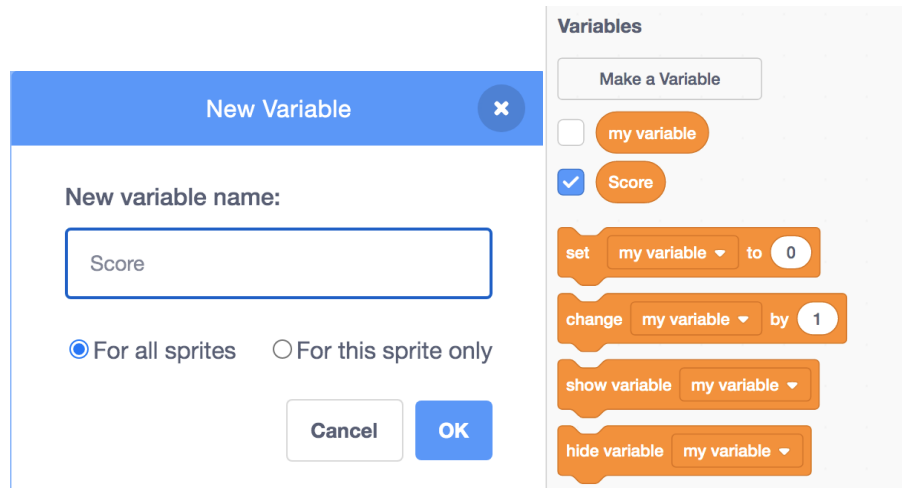 New Variable
New variable name:
Score
For all sprites For this sprite only
Cancel OK
Variables
Make a Variable
my variable
Score
set my variable to 0
change my variable by 1
show variable my variable
hide variable my variable